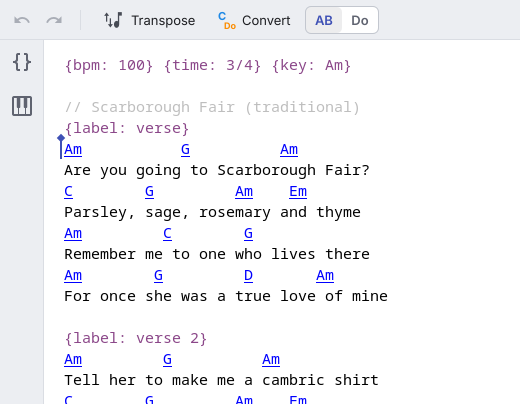 Transpose C Do Convert AB Do
{bpm: 100} {time: 3/4} {key: Am}
// Scarborough Fair (traditional)
{label: verse}
Am           G          Am
Are you going to Scarborough Fair?
C        G         Am    Em
Parsley, sage, rosemary and thyme
Am         C        G
Remember me to one who lives there
Am        G         D       Am
For once she was a true love of mine
{label: verse 2}
Am         G          Am
Tell her to make me a cambric shirt
C        G         Am    Em